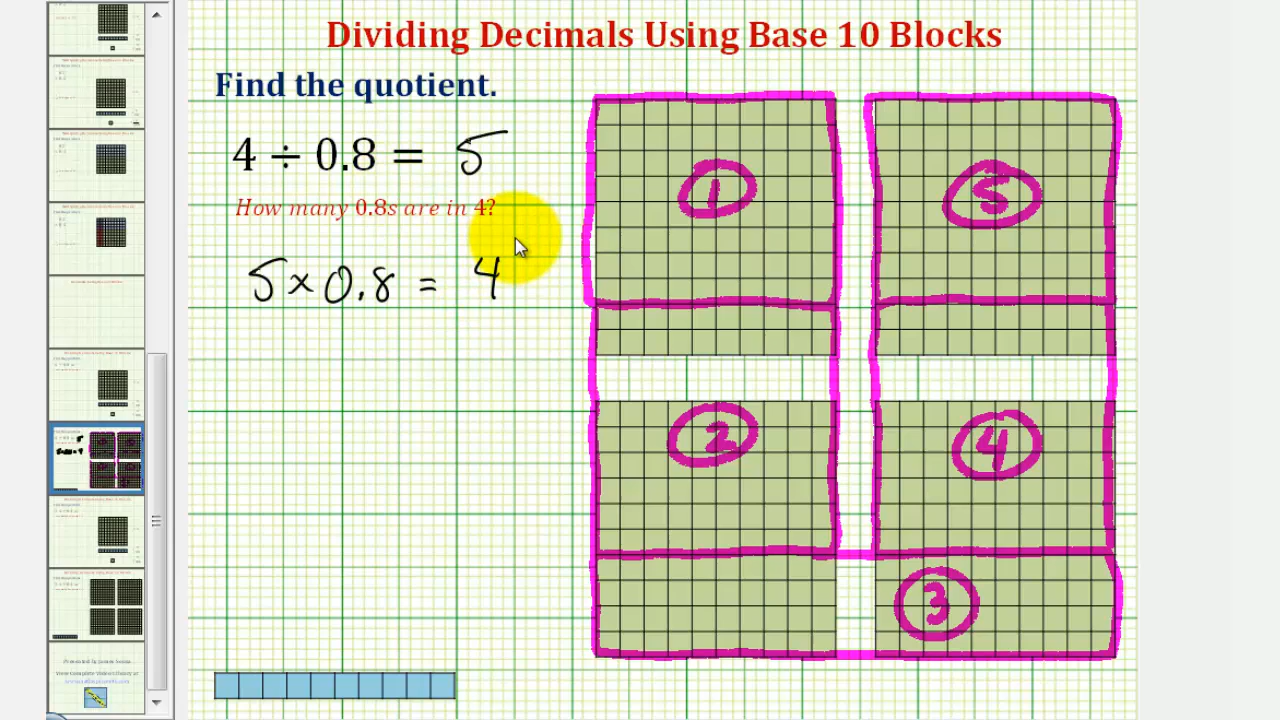 Dividing Decimals Using Base 10 Blocks
Find the quotient.
4 ÷ 0.8 = 5
How many 0.8s are in 4?
5 × 0.8 = 4
1
5
2
4
3